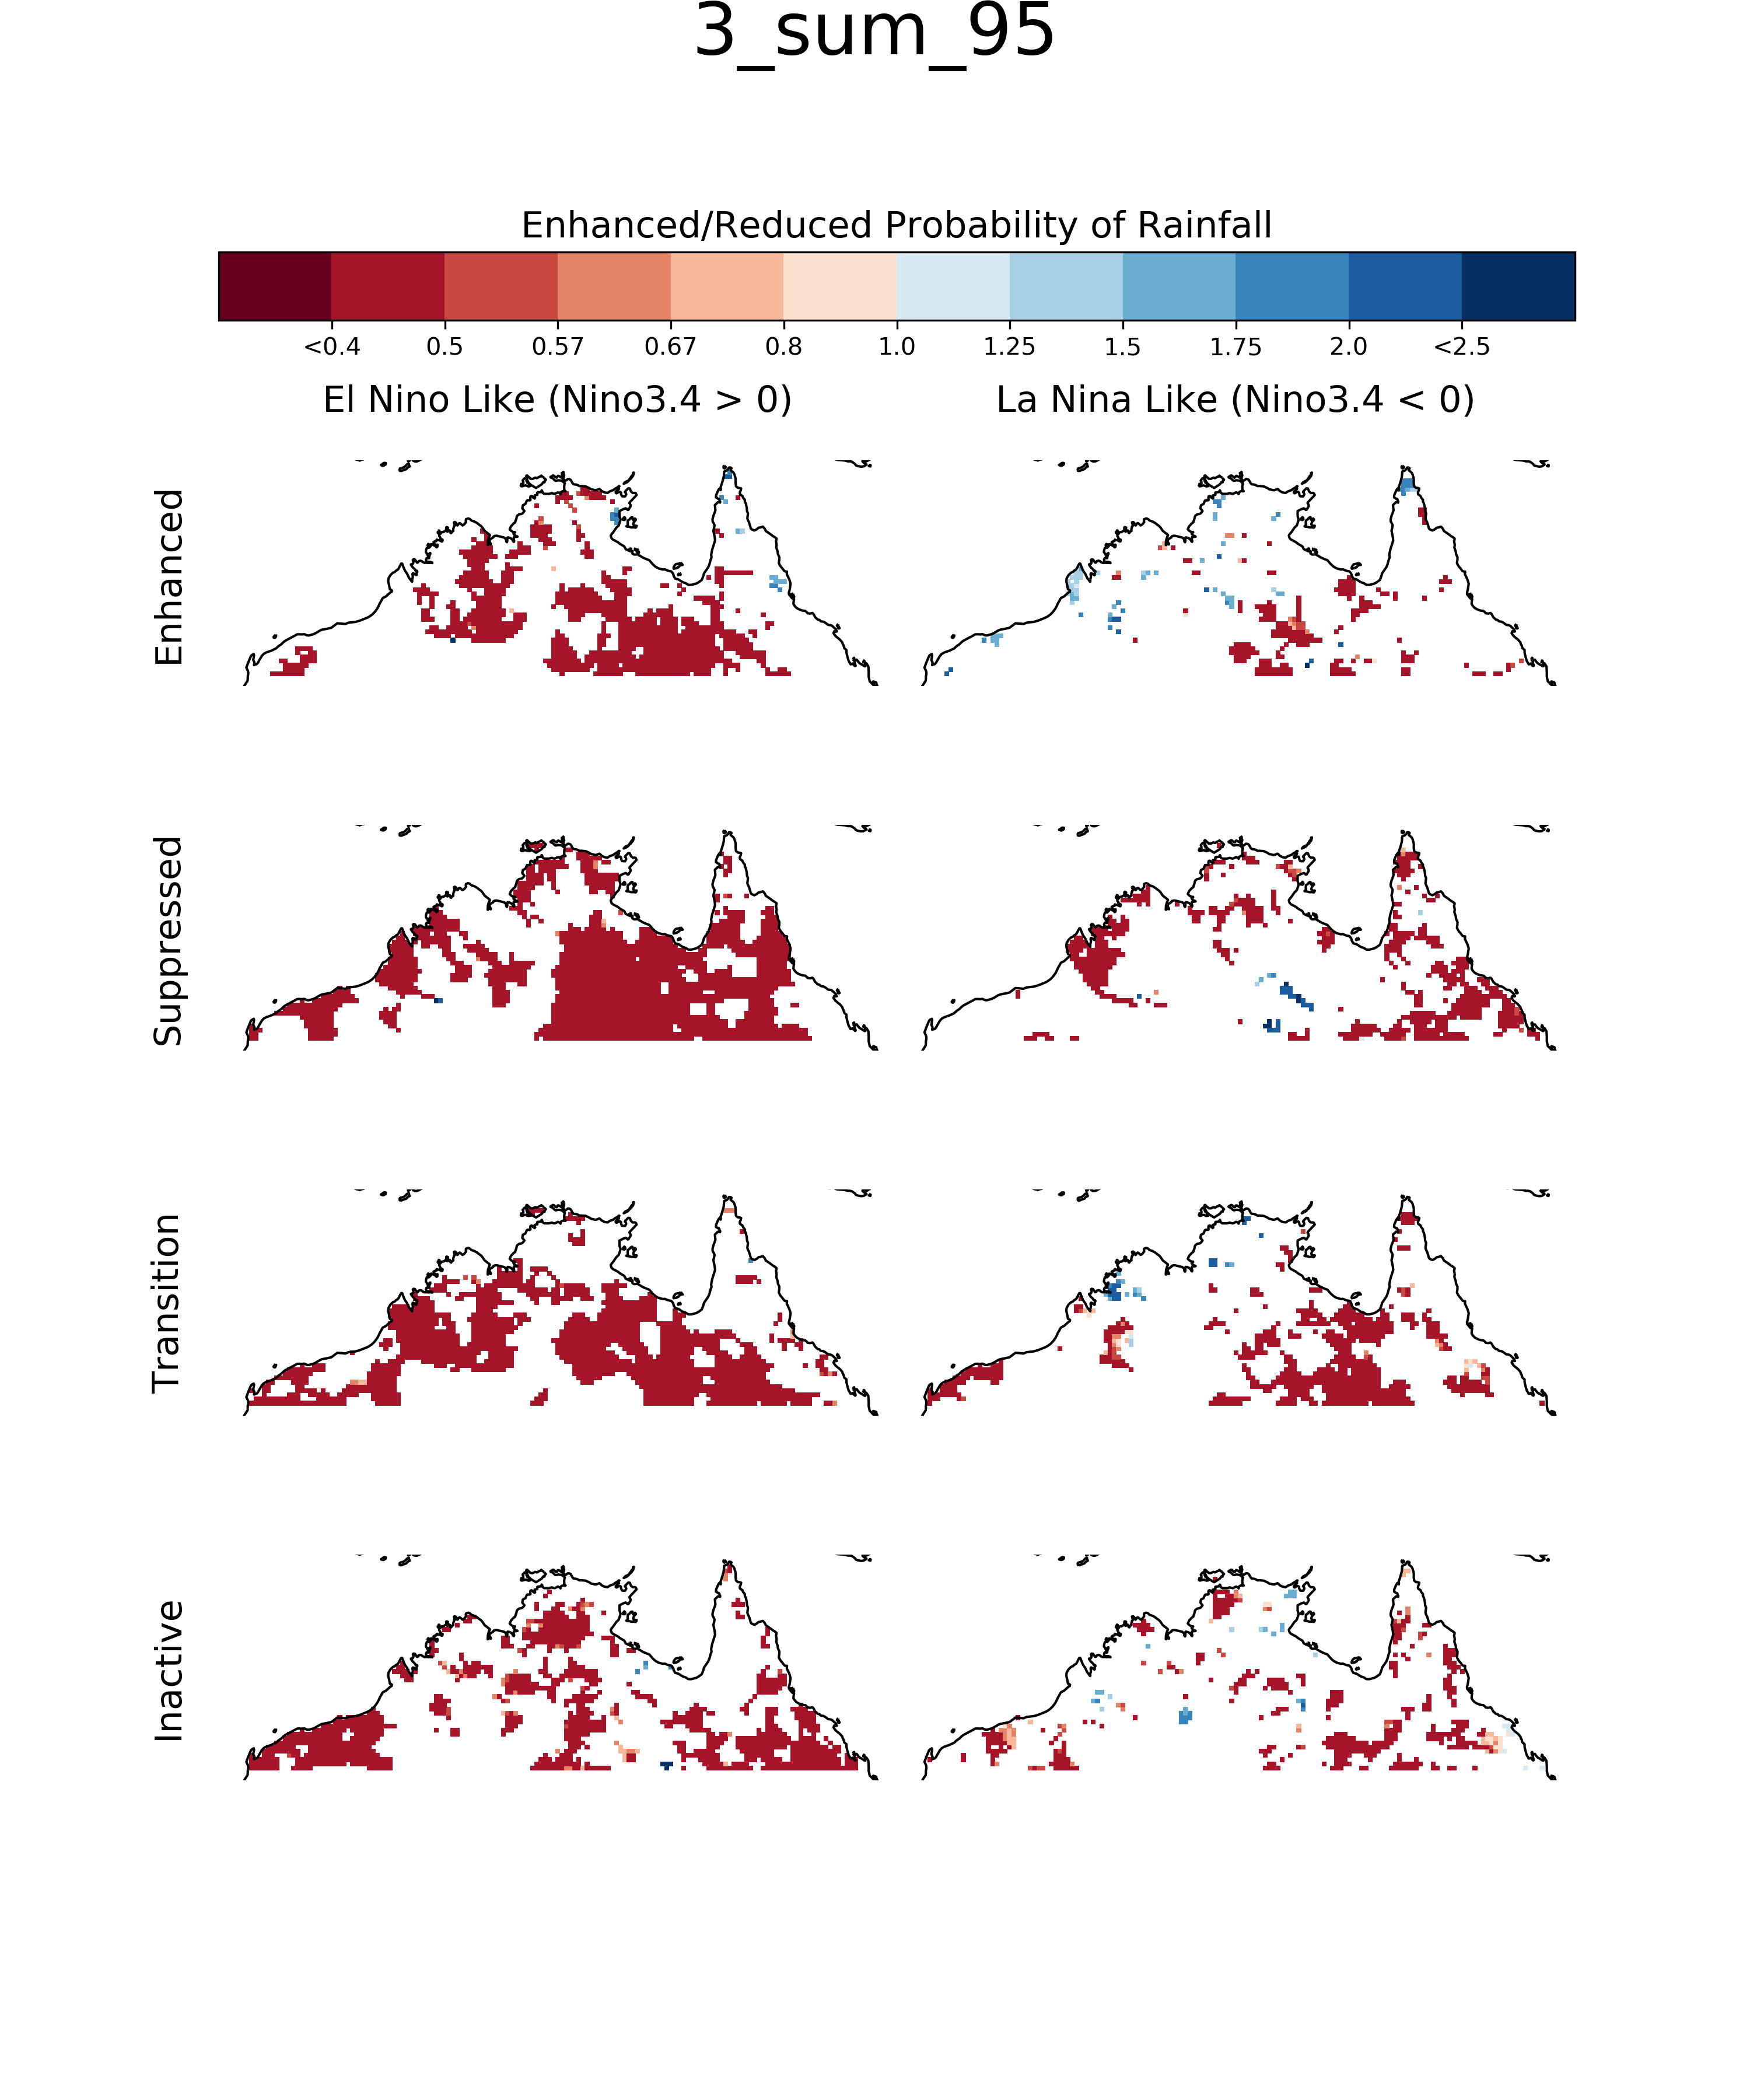 3_sum_95
Enhanced/Reduced Probability of Rainfall
<0.4 0.5 0.57 0.67 0.8 1.0 1.25 1.5 1.75 2.0 <2.5
El Nino Like (Nino3.4 > 0) La Nina Like (Nino3.4 < 0)
Enhanced
Suppressed
Transition
Inactive